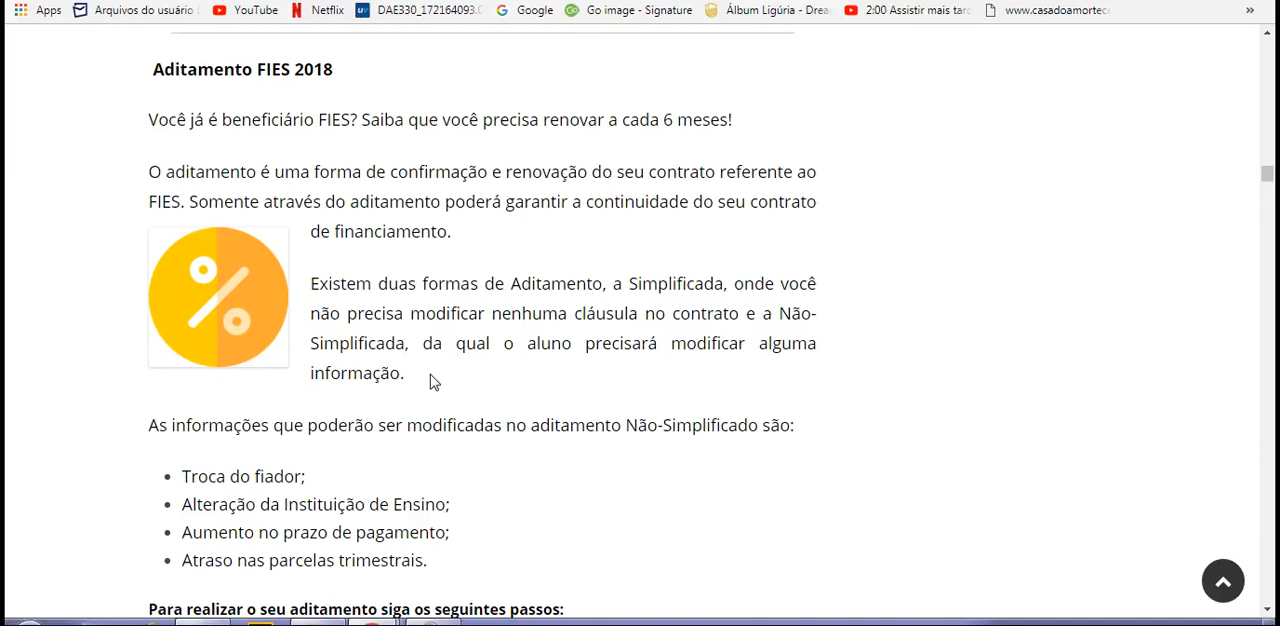 Apps Arquivos do usuário YouTube Netflix DAE330_172164093.0 Google Go image - Signature Álbum Ligúria - Drea 2:00 Assistir mais tard www.casadoamortece »
Aditamento FIES 2018
Você já é beneficiário FIES? Saiba que você precisa renovar a cada 6 meses!
O aditamento é uma forma de confirmação e renovação do seu contrato referente ao
FIES. Somente através do aditamento poderá garantir a continuidade do seu contrato
de financiamento.
Existem duas formas de Aditamento, a Simplificada, onde você
não precisa modificar nenhuma cláusula no contrato e a Não-
Simplificada, da qual o aluno precisará modificar alguma
informação.
As informações que poderão ser modificadas no aditamento Não-Simplificado são:
• Troca do fiador;
• Alteração da Instituição de Ensino;
• Aumento no prazo de pagamento;
• Atraso nas parcelas trimestrais.
Para realizar o seu aditamento siga os seguintes passos: